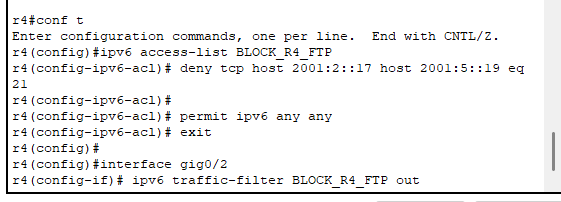 r4#conf t
Enter configuration commands, one per line.  End with CNTL/Z.
r4(config)#ipv6 access-list BLOCK_R4_FTP
r4(config-ipv6-acl)# deny tcp host 2001:2::17 host 2001:5::19 eq
21
r4(config-ipv6-acl)#
r4(config-ipv6-acl)# permit ipv6 any any
r4(config-ipv6-acl)# exit
r4(config)#
r4(config)#interface gig0/2
r4(config-if)# ipv6 traffic-filter BLOCK_R4_FTP out